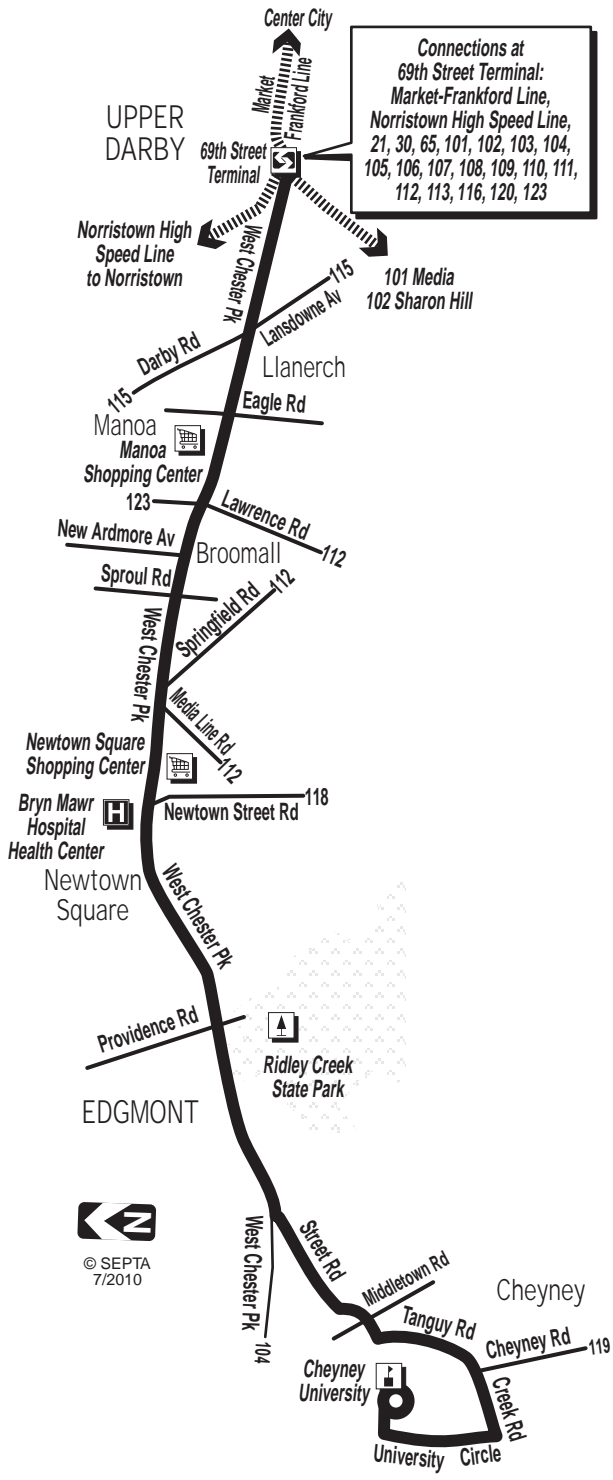 Center City
Market
Frankford Line
Connections at
69th Street Terminal:
Market-Frankford Line,
Norristown High Speed Line,
21, 30, 65, 101, 102, 103, 104,
105, 106, 107, 108, 109, 110, 111,
112, 113, 116, 120, 123
UPPER
DARBY
69th Street
Terminal
Norristown High
Speed Line
to Norristown
West Chester Pk
101 Media
102 Sharon Hill
115
Lansdowne Av
Darby Rd
115
Llanerch
Eagle Rd
Manoa
Manoa
Shopping Center
123
Lawrence Rd
112
New Ardmore Av
Broomall
Sproul Rd
Springfield Rd
112
West Chester Pk
Media Line Rd
112
Newtown Square
Shopping Center
118
Newtown Street Rd
H
Bryn Mawr
Hospital
Health Center
Newtown
Square
West Chester Pk
Providence Rd
Ridley Creek
State Park
EDGMONT
N
© SEPTA
7/2010
West Chester Pk
104
Street Rd
Middletown Rd
Cheyney
Tanguy Rd
Cheyney Rd
119
Creek Rd
Cheyney
University
University Circle